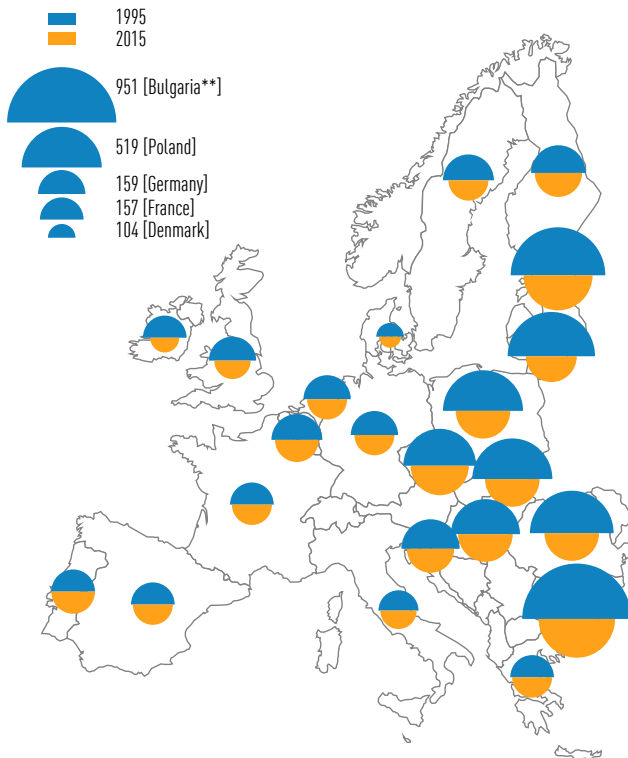 1995
2015
951 [Bulgaria**]
519 [Poland]
159 [Germany]
157 [France]
104 [Denmark]